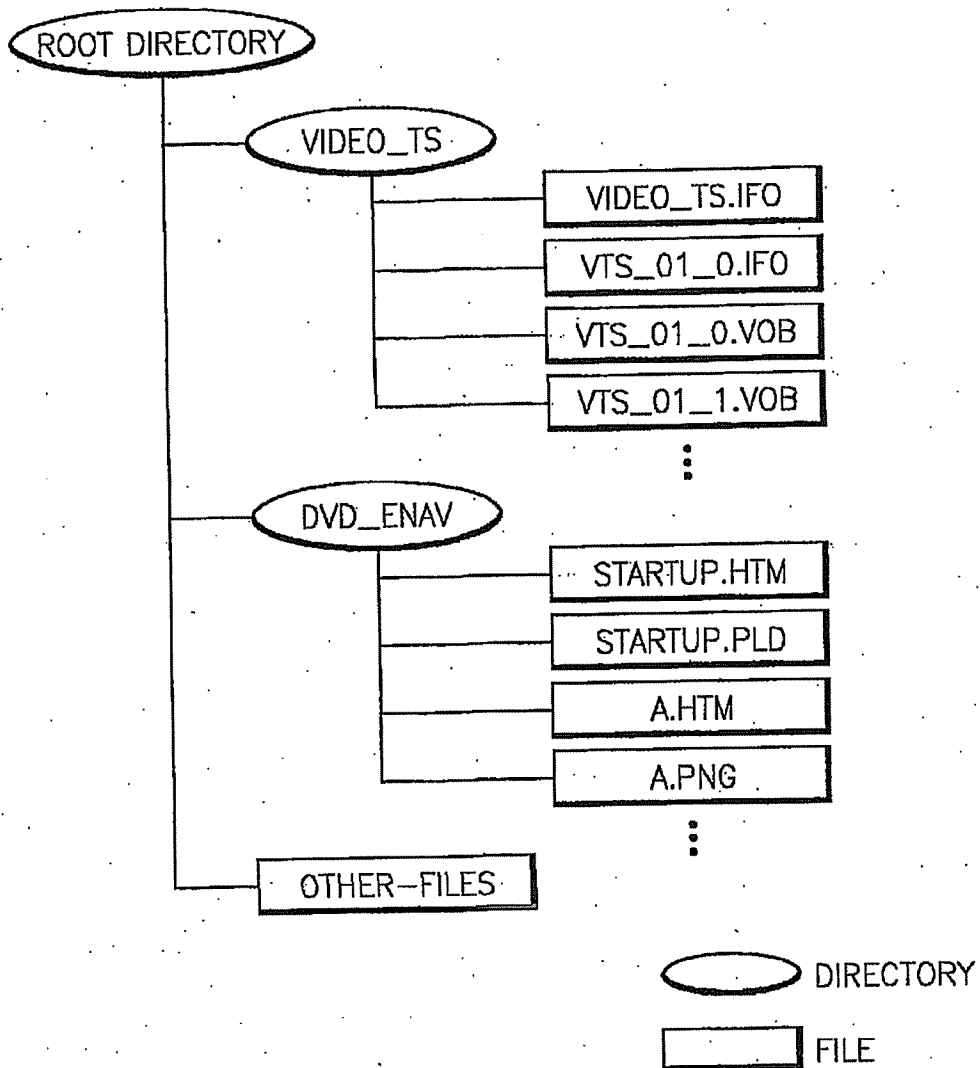 ROOT DIRECTORY
VIDEO_TS
VIDEO_TS.IFO
VTS_01_0.IFO
VTS_01_0.VOB
VTS_01_1.VOB
DVD_ENAV
STARTUP.HTM
STARTUP.PLD
A.HTM
A.PNG
OTHER-FILES
DIRECTORY
FILE